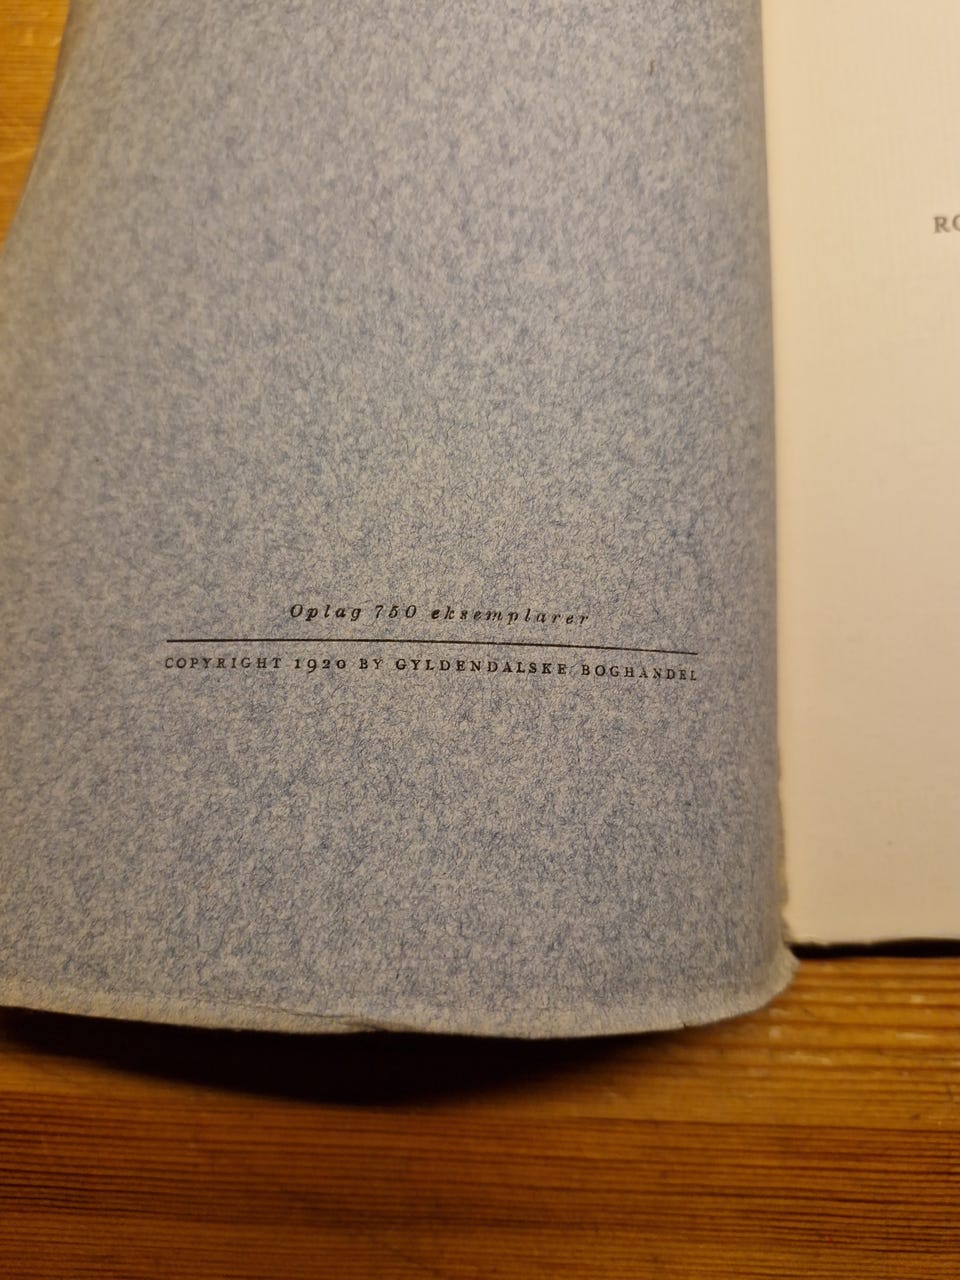 Oplag 750 eksemplarer
COPYRIGHT 1920 BY GYLDENDALSKE BOGHANDEL